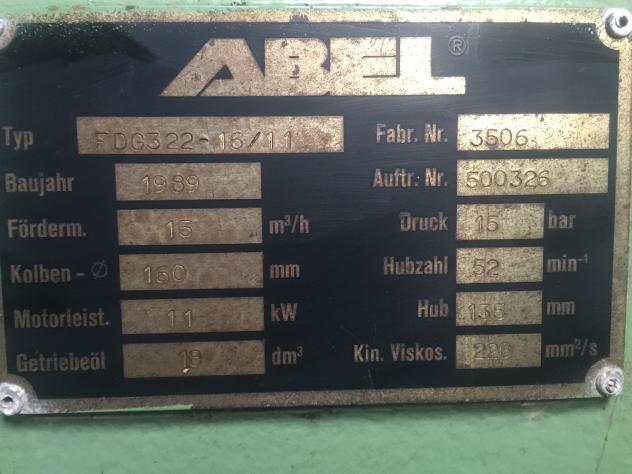 ABEL®
Typ FDG322-16/11 Fabr. Nr. 3506
Baujahr 1989 Auftr: Nr. 500326
Förderm. 15 m³/h Druck 15 bar
Kolben - Ø 160 mm Hubzahl 52 min⁻¹
Motorleist. 11 kW Hub 135 mm
Getriebeöl dm³ Kin. Viskos. 220 mm²/s